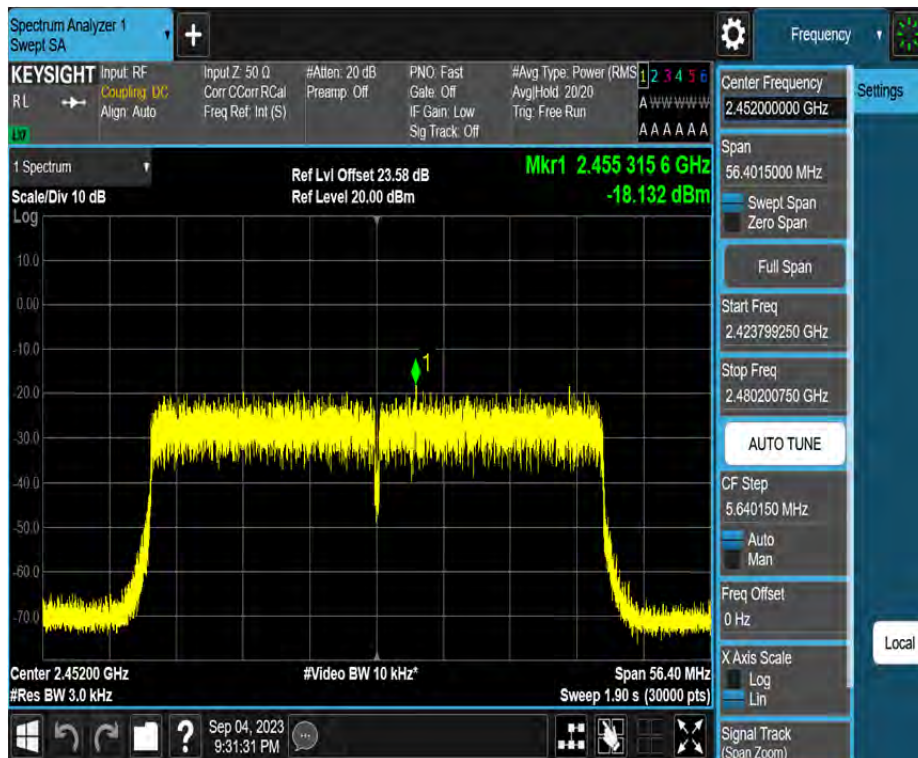 Spectrum Analyzer 1
Swept SA
Frequency
KEYSIGHT
RL
LXI
Input: RF
Coupling: DC
Align: Auto
Input Z: 50 Ω
Corr CCorr RCal
Freq Ref: Int (S)
#Atten: 20 dB
Preamp: Off
PNO: Fast
Gate: Off
IF Gain: Low
Sig Track: Off
#Avg Type: Power (RMS
Avg|Hold: 20/20
Trig: Free Run
1 2 3 4 5 6
A W W W W W
A A A A A A
1 Spectrum
Scale/Div 10 dB
Log
Ref Lvl Offset 23.58 dB
Ref Level 20.00 dBm
Mkr1 2.455 315 6 GHz
-18.132 dBm
10.0
0.00
-10.0
-20.0
-30.0
-40.0
-50.0
-60.0
-70.0
1
Center 2.45200 GHz
#Res BW 3.0 kHz
#Video BW 10 kHz*
Span 56.40 MHz
Sweep 1.90 s (30000 pts)
Center Frequency
2.452000000 GHz
Span
56.4015000 MHz
Swept Span
Zero Span
Full Span
Start Freq
2.423799250 GHz
Stop Freq
2.480200750 GHz
AUTO TUNE
CF Step
5.640150 MHz
Auto
Man
Freq Offset
0 Hz
X Axis Scale
Log
Lin
Signal Track
(Span Zoom)
Settings
Local
?
Sep 04, 2023
9:31:31 PM